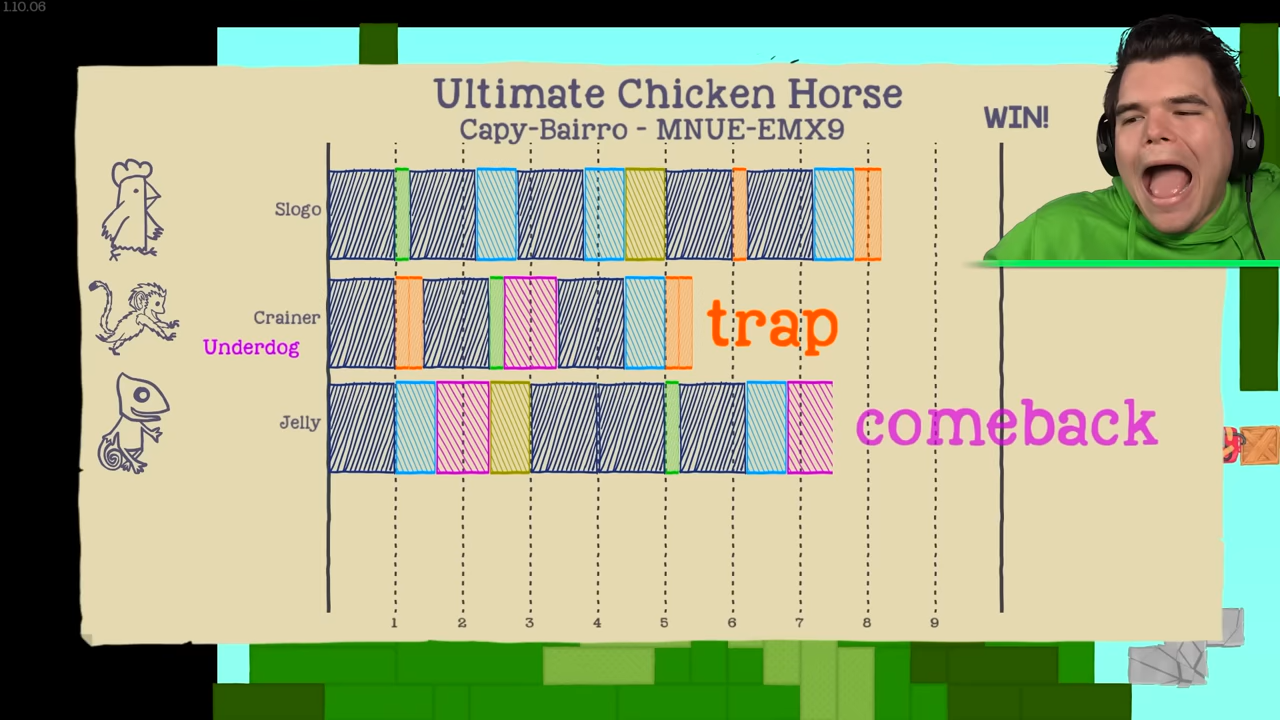 1.10.06
Ultimate Chicken Horse
Capy-Bairro - MNUE-EMX9
WIN!
Slogo
Crainer
Underdog
trap
Jelly
comeback
1 2 3 4 5 6 7 8 9